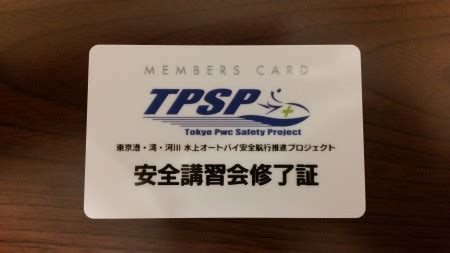 MEMBERS CARD
TPSP
Tokyo Pwc Safety Project
東京港・湾・河川 水上オートバイ安全航行推進プロジェクト
安全講習会修了証